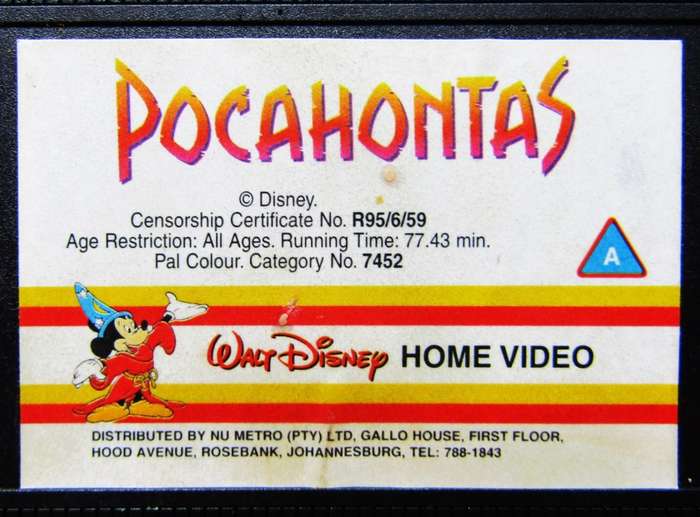 POCAHONTAS
© Disney.
Censorship Certificate No. R95/6/59
Age Restriction: All Ages. Running Time: 77.43 min.
Pal Colour. Category No. 7452
A
WALT DISNEY HOME VIDEO
DISTRIBUTED BY NU METRO (PTY) LTD, GALLO HOUSE, FIRST FLOOR,
HOOD AVENUE, ROSEBANK, JOHANNESBURG, TEL: 788-1843